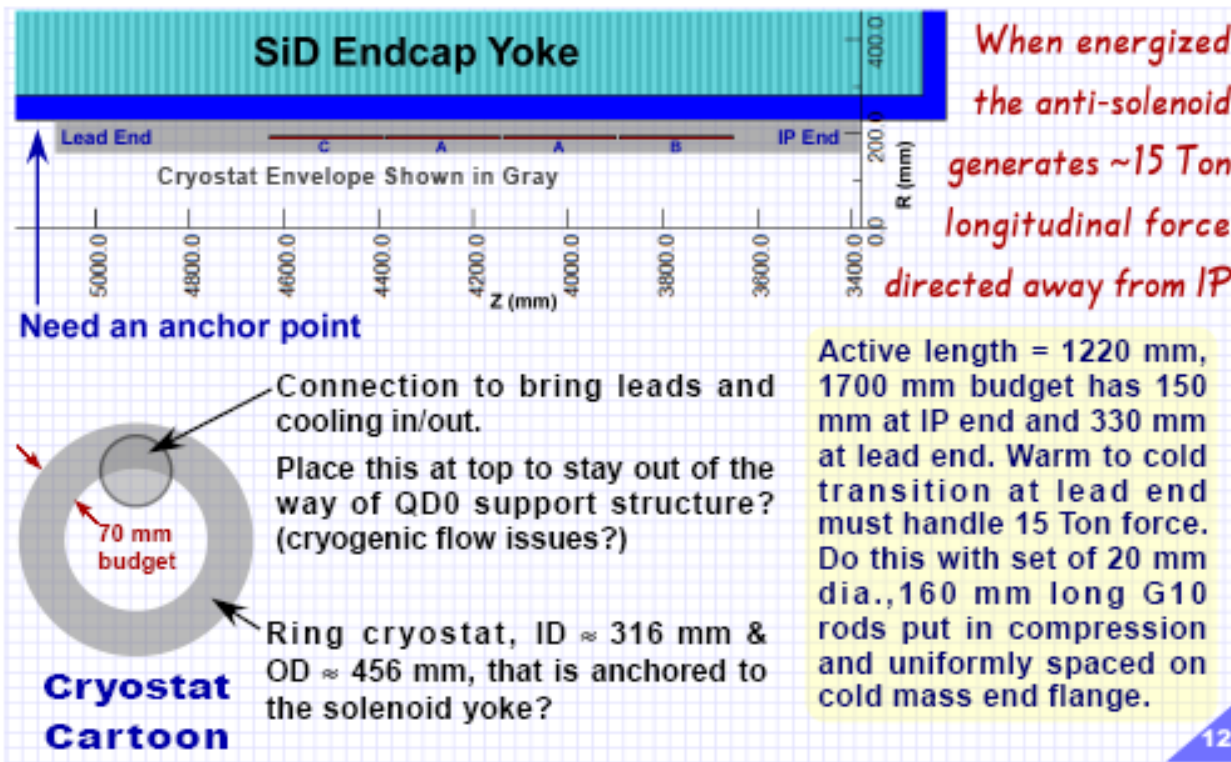 SiD Endcap Yoke
When energized
the anti-solenoid
generates ~15 Ton
longitudinal force
directed away from IP
Lead End
C
A
A
B
IP End
Cryostat Envelope Shown in Gray
400.0
200.0
0.0
R (mm)
5000.0
4800.0
4600.0
4400.0
4200.0
4000.0
3800.0
3600.0
3400.0
Z (mm)
Need an anchor point
Connection to bring leads and
cooling in/out.
Place this at top to stay out of the
way of QD0 support structure?
(cryogenic flow issues?)
70 mm
budget
Ring cryostat, ID ≈ 316 mm &
OD ≈ 456 mm, that is anchored to
the solenoid yoke?
Cryostat
Cartoon
Active length = 1220 mm,
1700 mm budget has 150
mm at IP end and 330 mm
at lead end. Warm to cold
transition at lead end
must handle 15 Ton force.
Do this with set of 20 mm
dia.,160 mm long G10
rods put in compression
and uniformly spaced on
cold mass end flange.
12